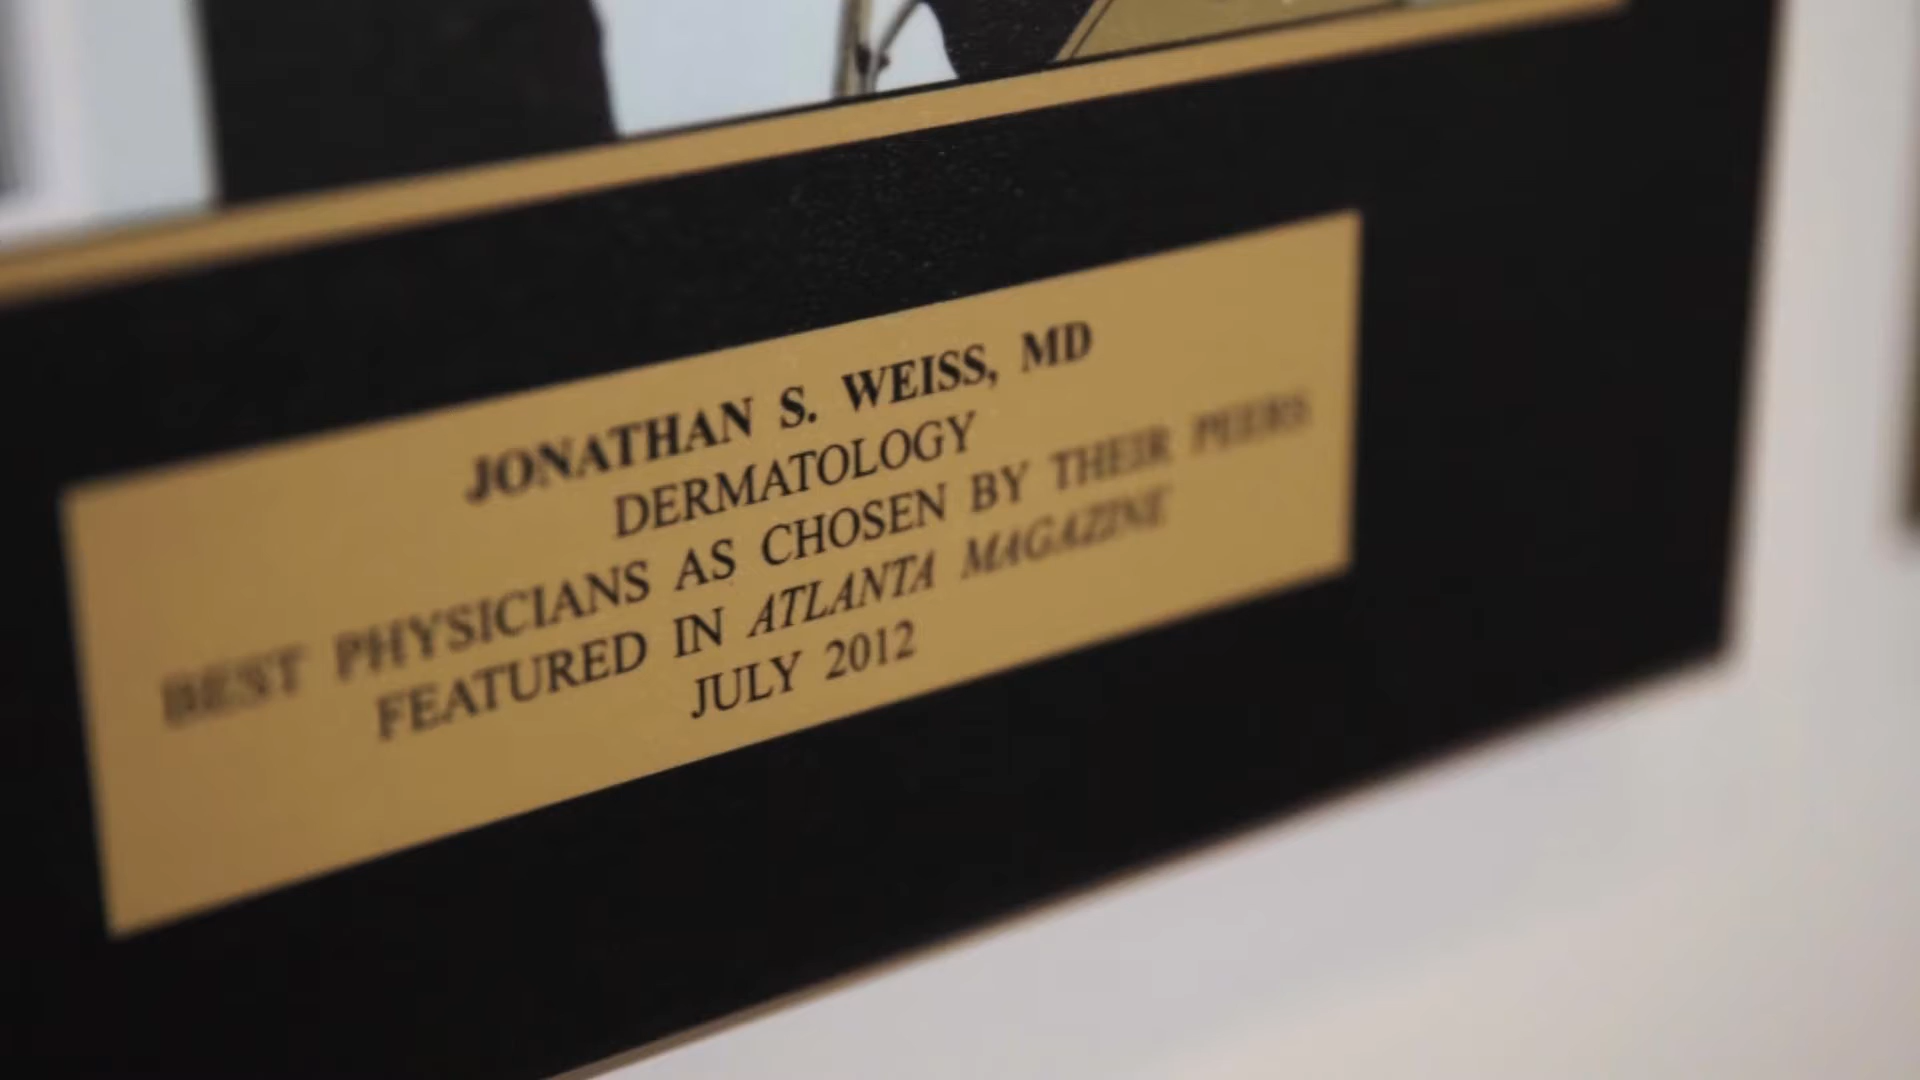 JONATHAN S. WEISS, MD
DERMATOLOGY
BEST PHYSICIANS AS CHOSEN BY THEIR PEERS
FEATURED IN ATLANTA MAGAZINE
JULY 2012